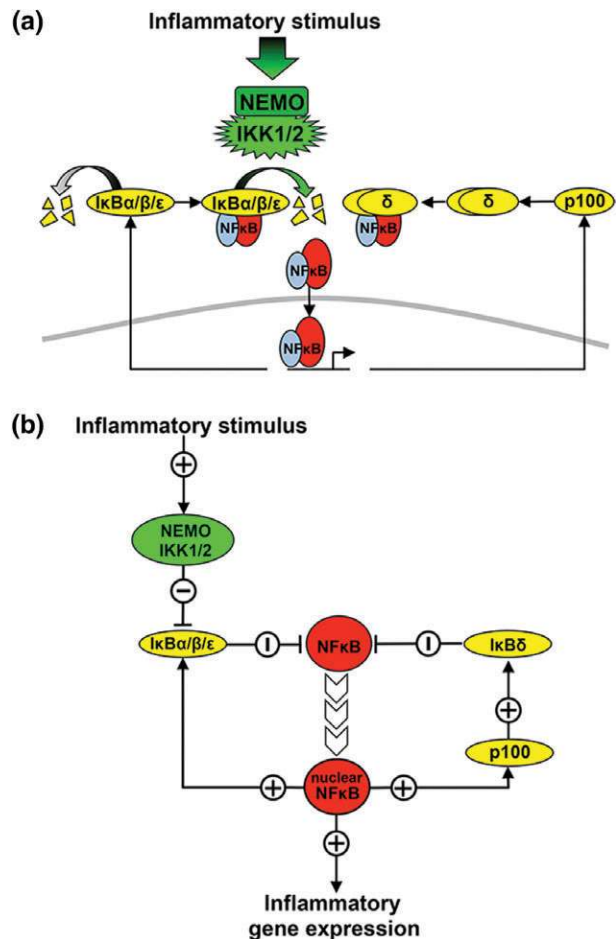 (a)
Inflammatory stimulus
NEMO
IKK1/2
IκBα/β/ε
IκBα/β/ε
δ
δ
p100
NFκB
NFκB
NFκB
NFκB
(b)
Inflammatory stimulus
+
NEMO
IKK1/2
−
IκBα/β/ε
I
NFκB
I
IκBδ
+
p100
+
nuclear
NFκB
+
+
Inflammatory
gene expression